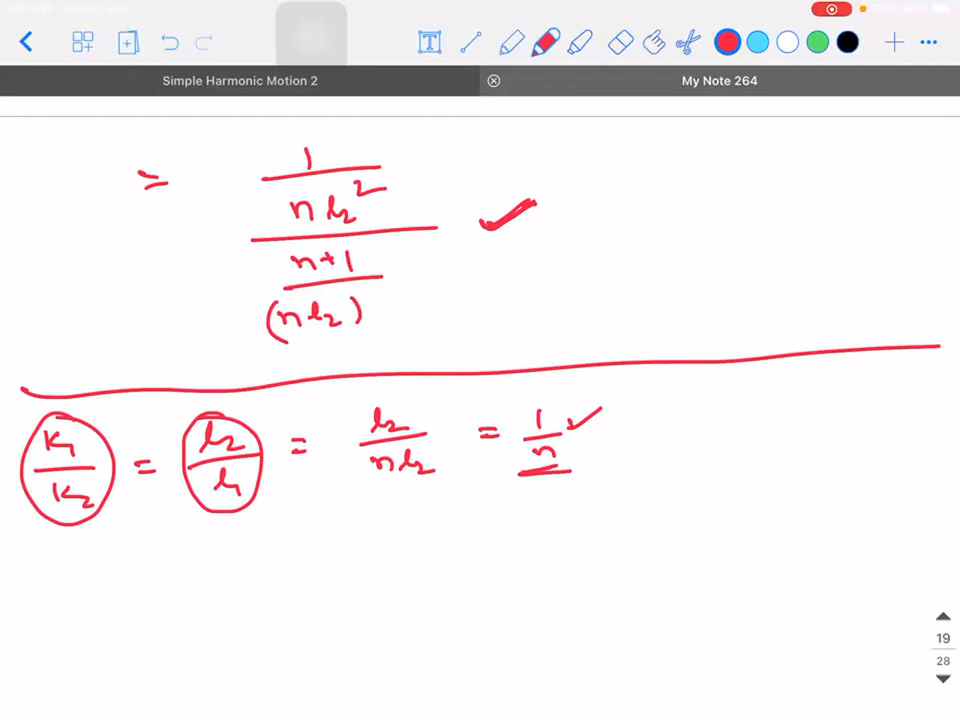 Simple Harmonic Motion 2
My Note 264
=
1
n l₂²
n+1
(n l₂)
K₁/K₂ = l₂/l₁ = l₂/n l₂ = 1/n ✓
19
28